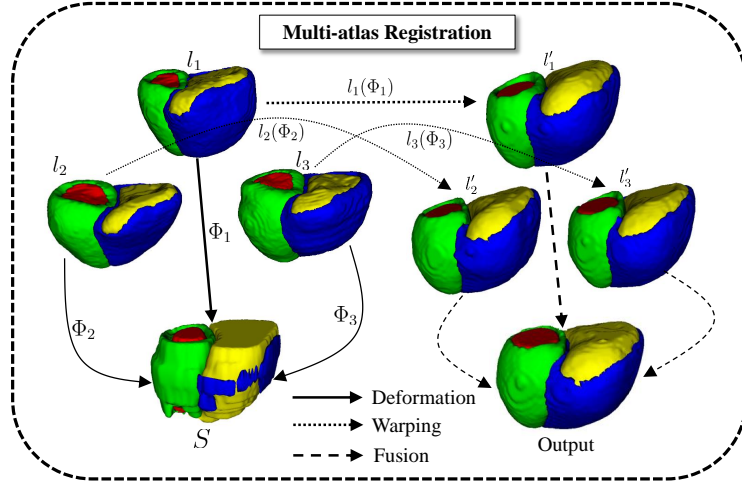 Multi-atlas Registration
l₁
l′₁
l₁(Φ₁)
l₂(Φ₂)
l₃(Φ₃)
l₂
l₃
l′₂
l′₃
Φ₁
Φ₂
Φ₃
S
Deformation
Warping
Fusion
Output